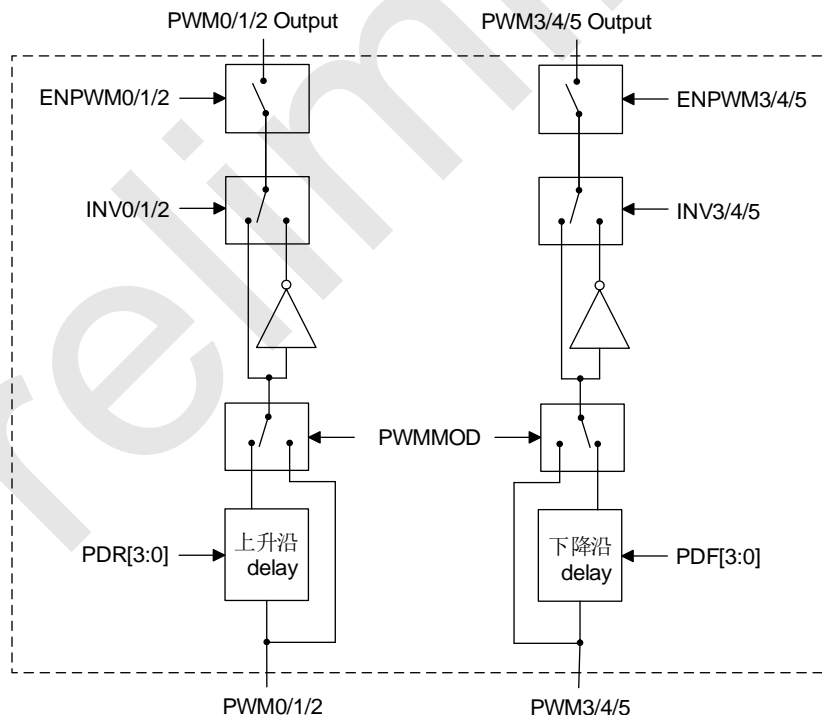 PWM0/1/2 Output
PWM3/4/5 Output
ENPWM0/1/2
ENPWM3/4/5
INV0/1/2
INV3/4/5
PWMMOD
PDR[3:0]
上升沿
delay
下降沿
delay
PDF[3:0]
PWM0/1/2
PWM3/4/5
relim